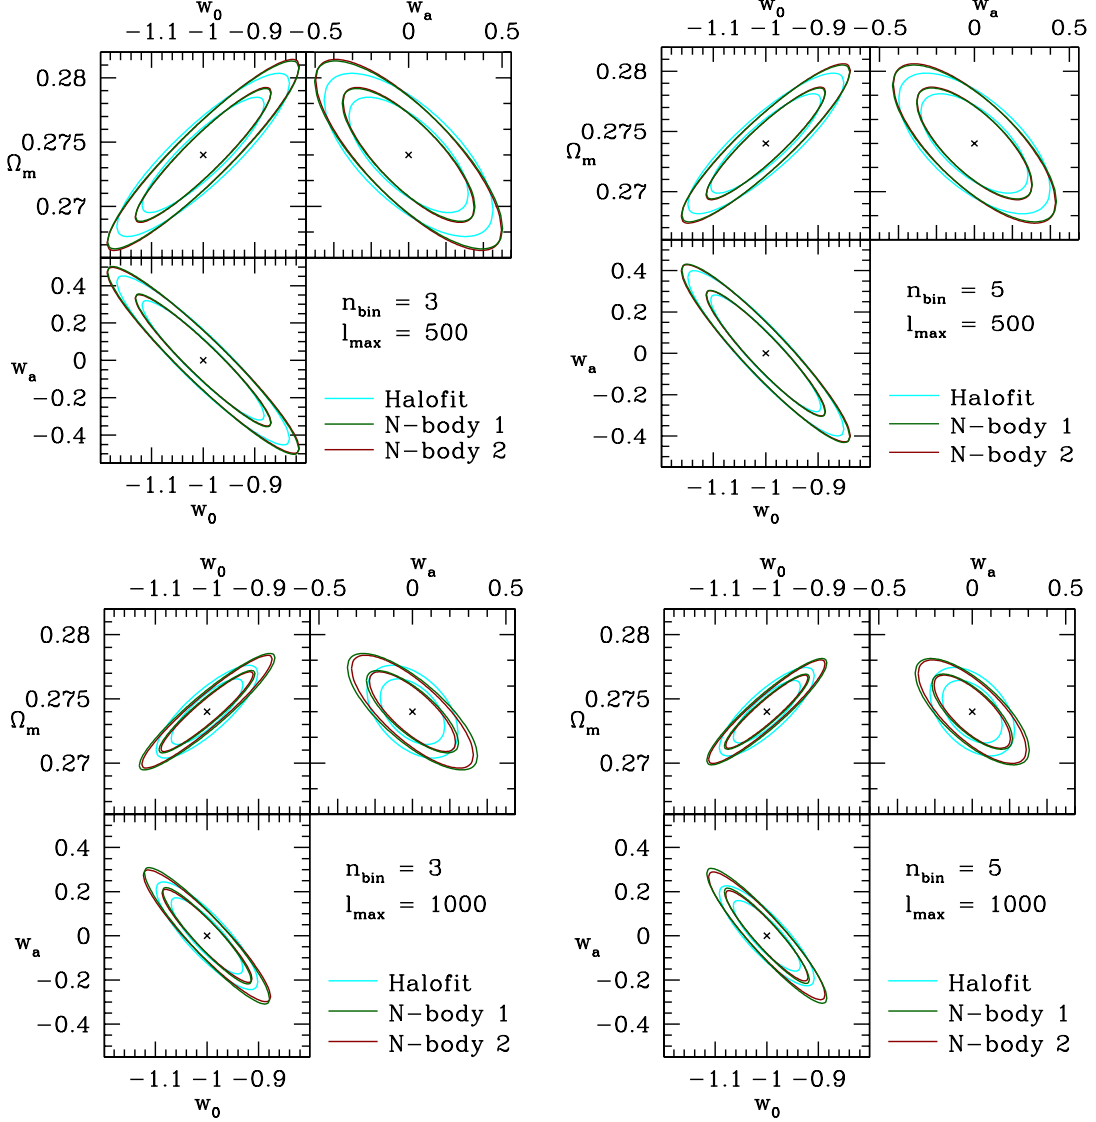 w₀ wₐ
−1.1 −1 −0.9 −0.5 0 0.5
0.28
0.275
Ωₘ
0.27
0.4
0.2
0
wₐ
−0.2
−0.4
−1.1 −1 −0.9
w₀
n_bin = 3
l_max = 500
Halofit
N−body 1
N−body 2
w₀ wₐ
−1.1 −1 −0.9 −0.5 0 0.5
0.28
0.275
Ωₘ
0.27
0.4
0.2
0
wₐ
−0.2
−0.4
−1.1 −1 −0.9
w₀
n_bin = 5
l_max = 500
Halofit
N−body 1
N−body 2
w₀ wₐ
−1.1 −1 −0.9 −0.5 0 0.5
0.28
0.275
Ωₘ
0.27
0.4
0.2
0
wₐ
−0.2
−0.4
−1.1 −1 −0.9
w₀
n_bin = 3
l_max = 1000
Halofit
N−body 1
N−body 2
w₀ wₐ
−1.1 −1 −0.9 −0.5 0 0.5
0.28
0.275
Ωₘ
0.27
0.4
0.2
0
wₐ
−0.2
−0.4
−1.1 −1 −0.9
w₀
n_bin = 5
l_max = 1000
Halofit
N−body 1
N−body 2